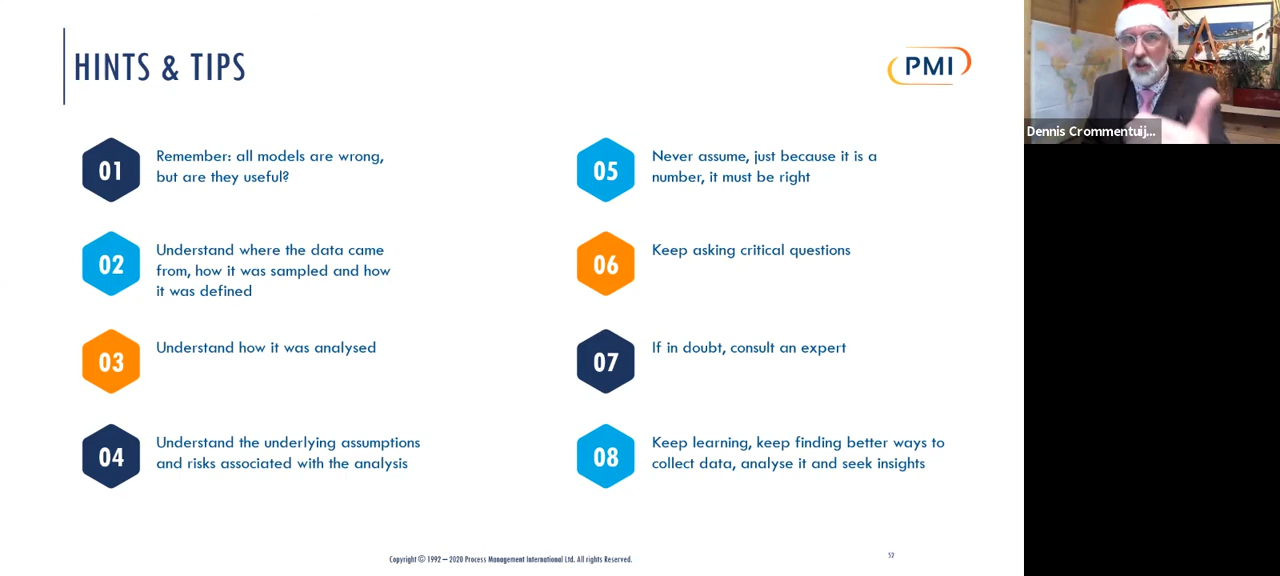 HINTS & TIPS
PMI
01
Remember: all models are wrong,
but are they useful?
02
Understand where the data came
from, how it was sampled and how
it was defined
03
Understand how it was analysed
04
Understand the underlying assumptions
and risks associated with the analysis
05
Never assume, just because it is a
number, it must be right
06
Keep asking critical questions
07
If in doubt, consult an expert
08
Keep learning, keep finding better ways to
collect data, analyse it and seek insights
Copyright © 1992 – 2020 Process Management International Ltd. All rights Reserved.
52
Dennis Crommentuij...